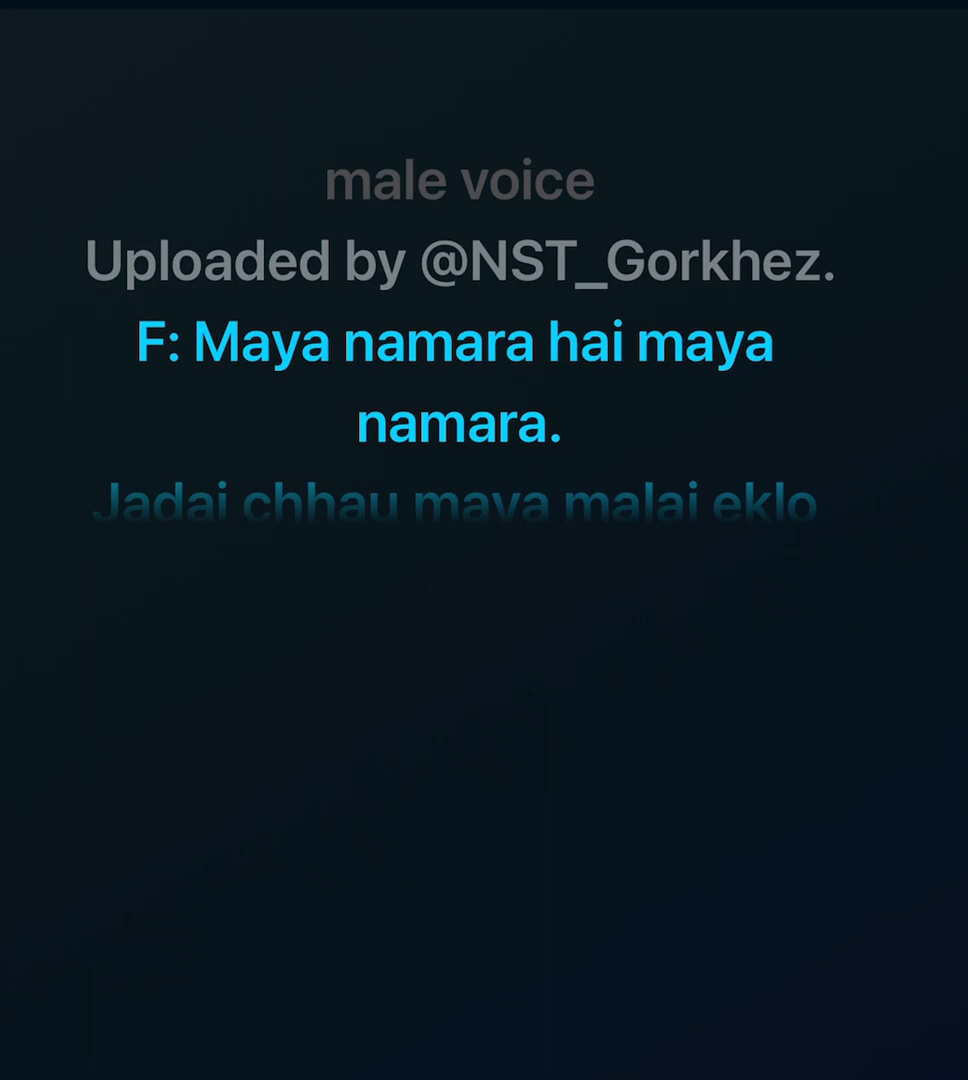 male voice
Uploaded by @NST_Gorkhez.
F: Maya namara hai maya
namara.
Jadai chhau maya malai eklo